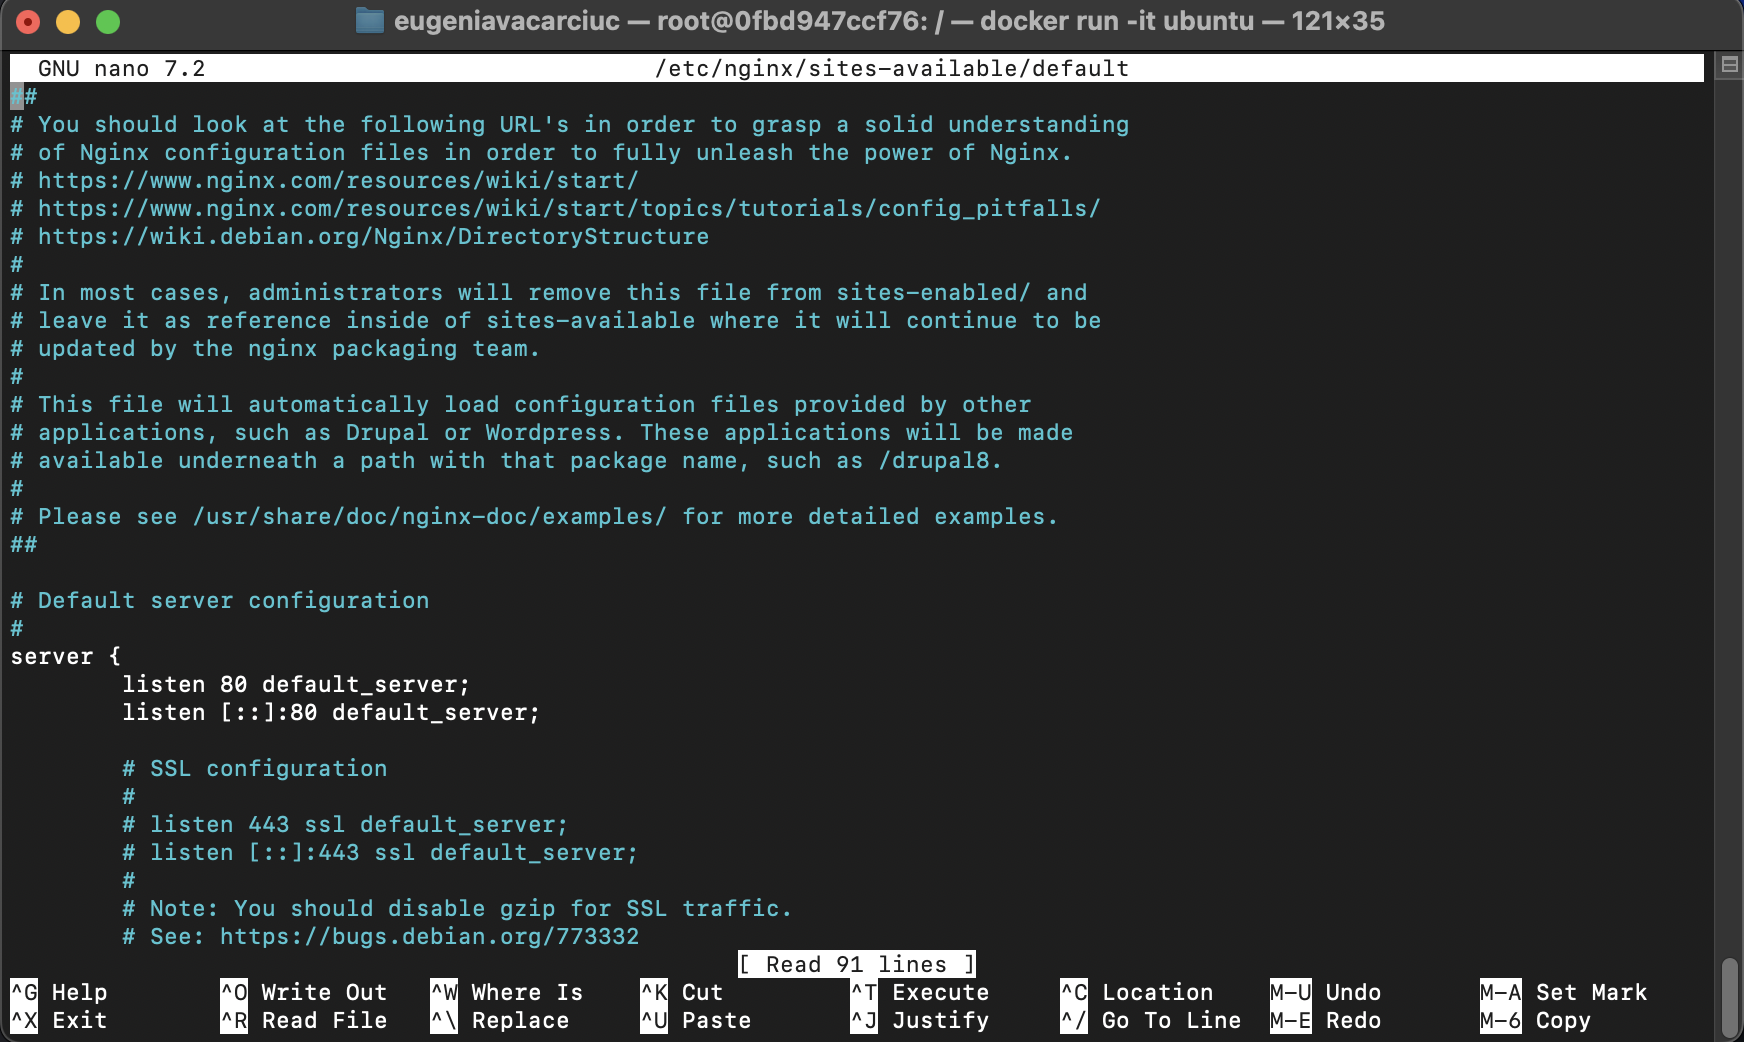 eugeniavacarciuc — root@0fbd947ccf76: / — docker run -it ubuntu — 121×35
GNU nano 7.2 /etc/nginx/sites-available/default
##
# You should look at the following URL's in order to grasp a solid understanding
# of Nginx configuration files in order to fully unleash the power of Nginx.
# https://www.nginx.com/resources/wiki/start/
# https://www.nginx.com/resources/wiki/start/topics/tutorials/config_pitfalls/
# https://wiki.debian.org/Nginx/DirectoryStructure
#
# In most cases, administrators will remove this file from sites-enabled/ and
# leave it as reference inside of sites-available where it will continue to be
# updated by the nginx packaging team.
#
# This file will automatically load configuration files provided by other
# applications, such as Drupal or Wordpress. These applications will be made
# available underneath a path with that package name, such as /drupal8.
#
# Please see /usr/share/doc/nginx-doc/examples/ for more detailed examples.
##

# Default server configuration
#
server {
        listen 80 default_server;
        listen [::]:80 default_server;

        # SSL configuration
        #
        # listen 443 ssl default_server;
        # listen [::]:443 ssl default_server;
        #
        # Note: You should disable gzip for SSL traffic.
        # See: https://bugs.debian.org/773332
[ Read 91 lines ]
^G Help ^O Write Out ^W Where Is ^K Cut ^T Execute ^C Location M-U Undo M-A Set Mark
^X Exit ^R Read File ^\ Replace ^U Paste ^J Justify ^/ Go To Line M-E Redo M-6 Copy